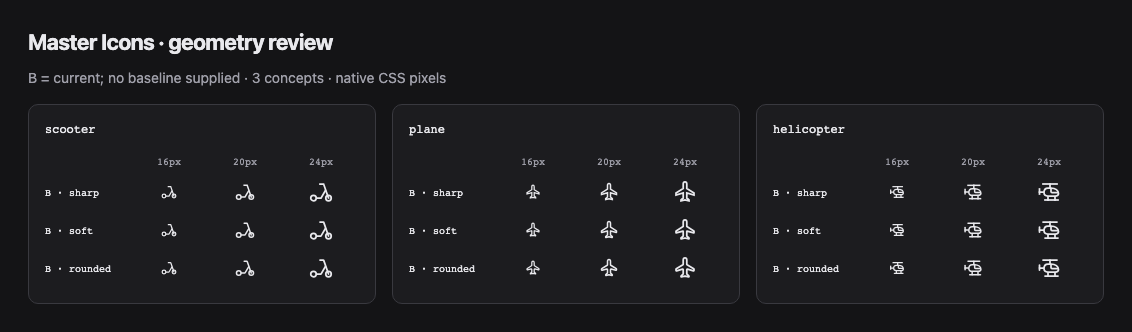 Master Icons · geometry review
B = current; no baseline supplied · 3 concepts · native CSS pixels
scooter
16px 20px 24px
B · sharp
B · soft
B · rounded
plane
16px 20px 24px
B · sharp
B · soft
B · rounded
helicopter
16px 20px 24px
B · sharp
B · soft
B · rounded